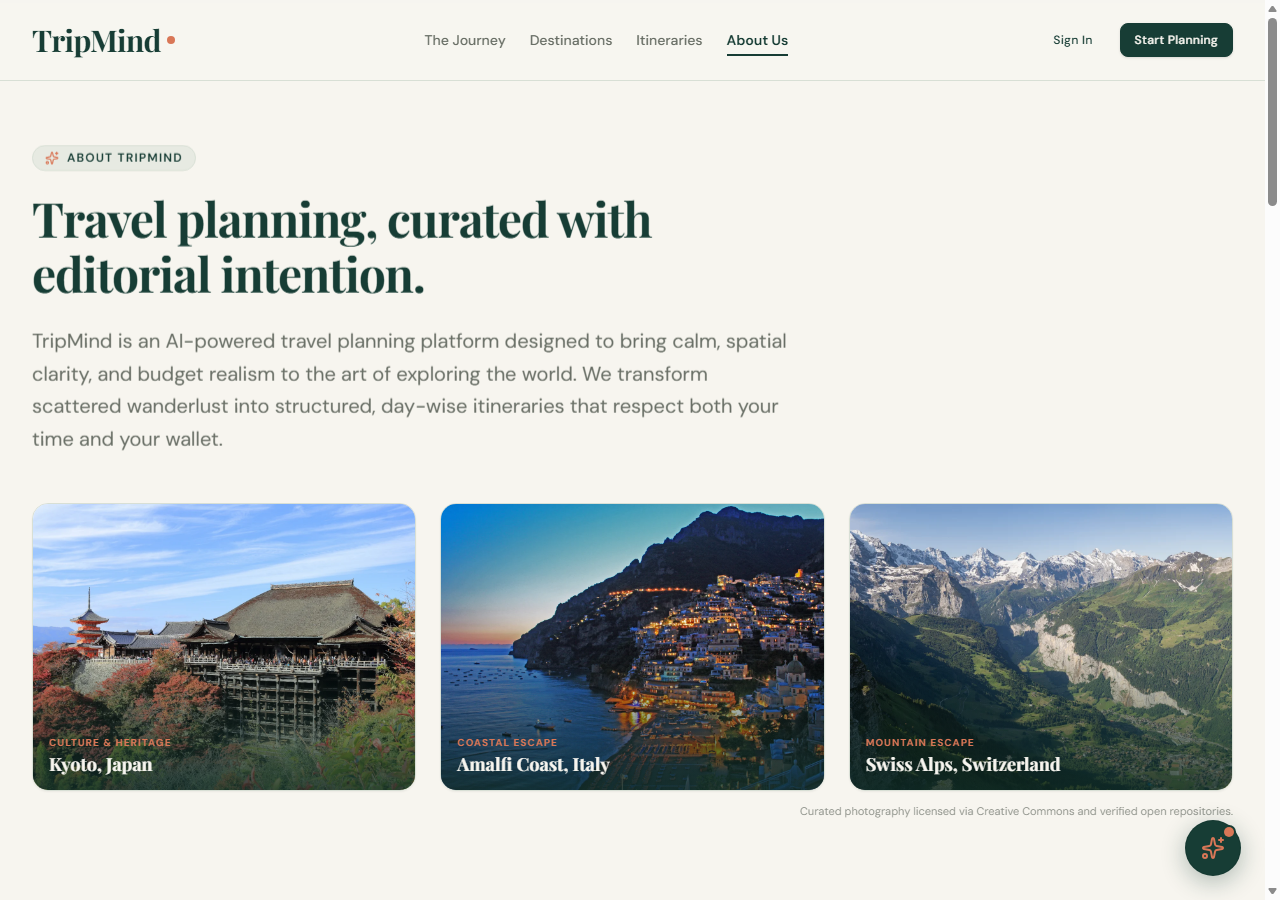 TripMind
The Journey
Destinations
Itineraries
About Us
Sign In
Start Planning
ABOUT TRIPMIND
Travel planning, curated with
editorial intention.
TripMind is an AI-powered travel planning platform designed to bring calm, spatial
clarity, and budget realism to the art of exploring the world. We transform
scattered wanderlust into structured, day-wise itineraries that respect both your
time and your wallet.
CULTURE & HERITAGE
Kyoto, Japan
COASTAL ESCAPE
Amalfi Coast, Italy
MOUNTAIN ESCAPE
Swiss Alps, Switzerland
Curated photography licensed via Creative Commons and verified open repositories.